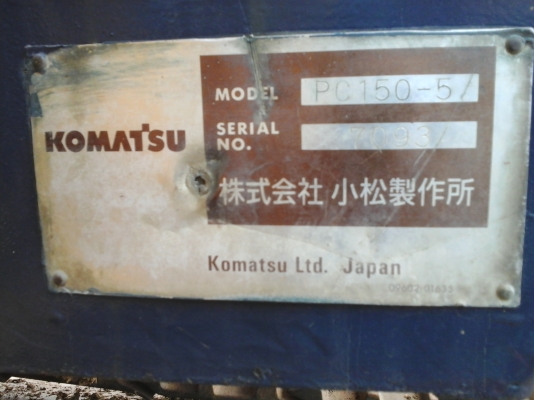 KOMATSU
MODEL PC150-5/
SERIAL NO.
株式会社 小松製作所
Komatsu Ltd. Japan